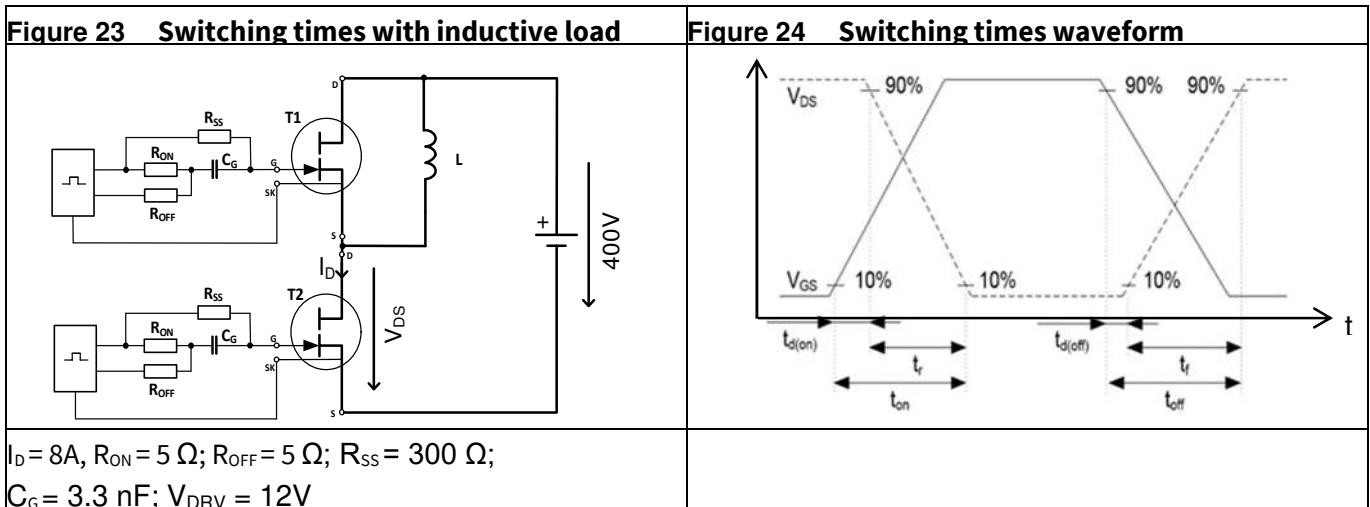 Figure 23 Switching times with inductive load
D
T1
RSS
RON
CG
G
SK
ROFF
L
S
D
ID
+
400V
T2
RSS
RON
CG
G
VDS
SK
ROFF
S
ID = 8A, RON = 5 Ω; ROFF = 5 Ω; RSS = 300 Ω;
CG = 3.3 nF; VDRV = 12V
Figure 24 Switching times waveform
VDS
90%
90%
90%
VGS
10%
10%
10%
t
td(on)
td(off)
tr
tf
ton
toff